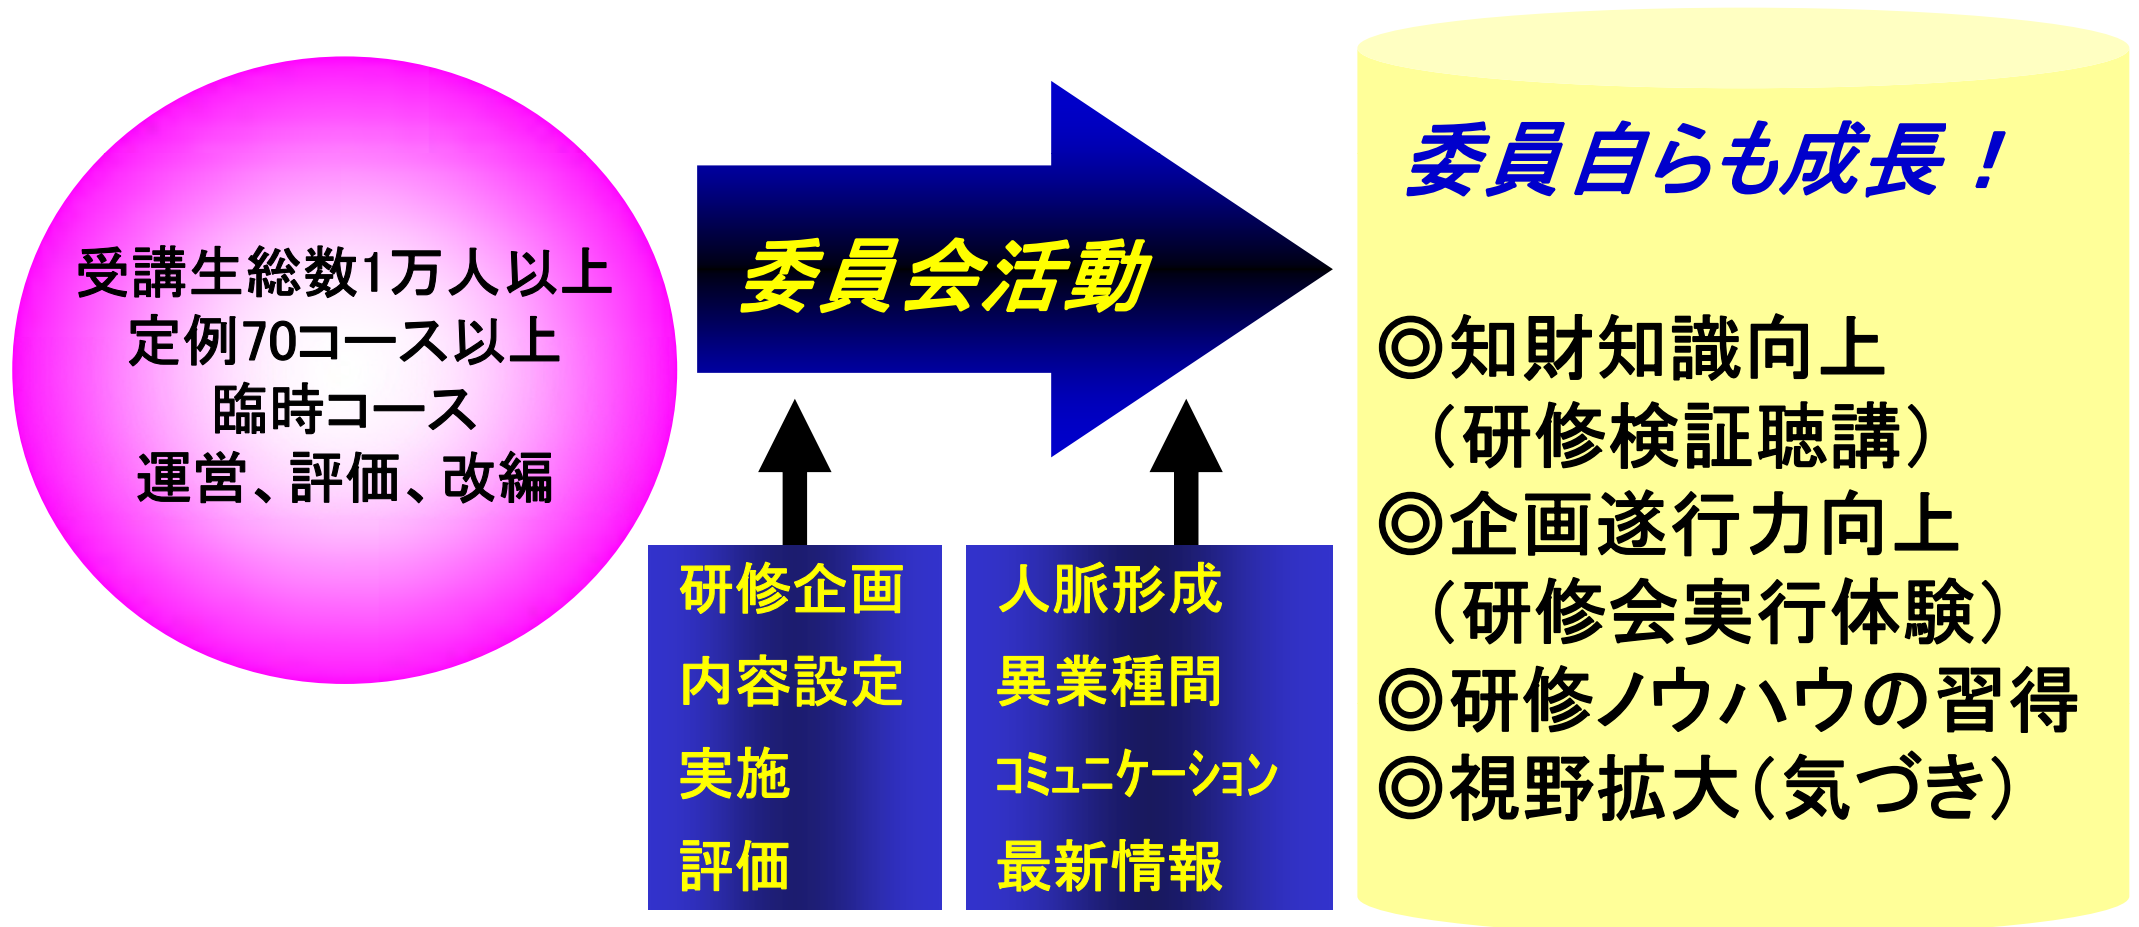 受講生総数1万人以上
定例70コース以上
臨時コース
運営、評価、改編
委員会活動
研修企画
内容設定
実施
評価
人脈形成
異業種間
ｺﾐｭﾆｹｰｼｮﾝ
最新情報
委員自らも成長！
◎知財知識向上
（研修検証聴講）
◎企画遂行力向上
（研修会実行体験）
◎研修ノウハウの習得
◎視野拡大（気づき）